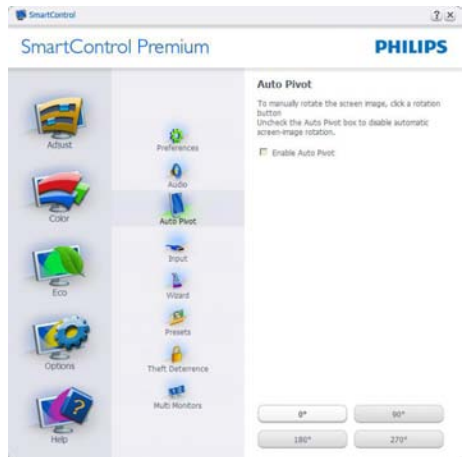 SmartControl
? X
SmartControl Premium
PHILIPS
Adjust
Color
Eco
Options
Help
Preferences
Audio
Auto Pivot
Input
Wizard
Presets
Theft Deterrence
Multi Monitors
Auto Pivot
To manually rotate the screen image, click a rotation
button
Uncheck the Auto Pivot box to disable automatic
screen-image rotation.
Enable Auto Pivot
0°
90°
180°
270°